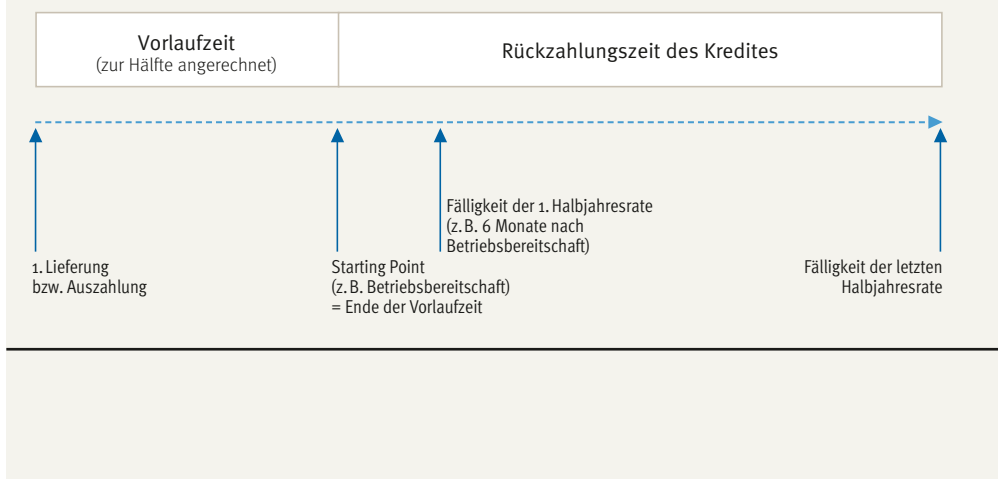 Vorlaufzeit
(zur Hälfte angerechnet)
Rückzahlungszeit des Kredites
1. Lieferung
bzw. Auszahlung
Starting Point
(z. B. Betriebsbereitschaft)
= Ende der Vorlaufzeit
Fälligkeit der 1. Halbjahresrate
(z. B. 6 Monate nach
Betriebsbereitschaft)
Fälligkeit der letzten
Halbjahresrate